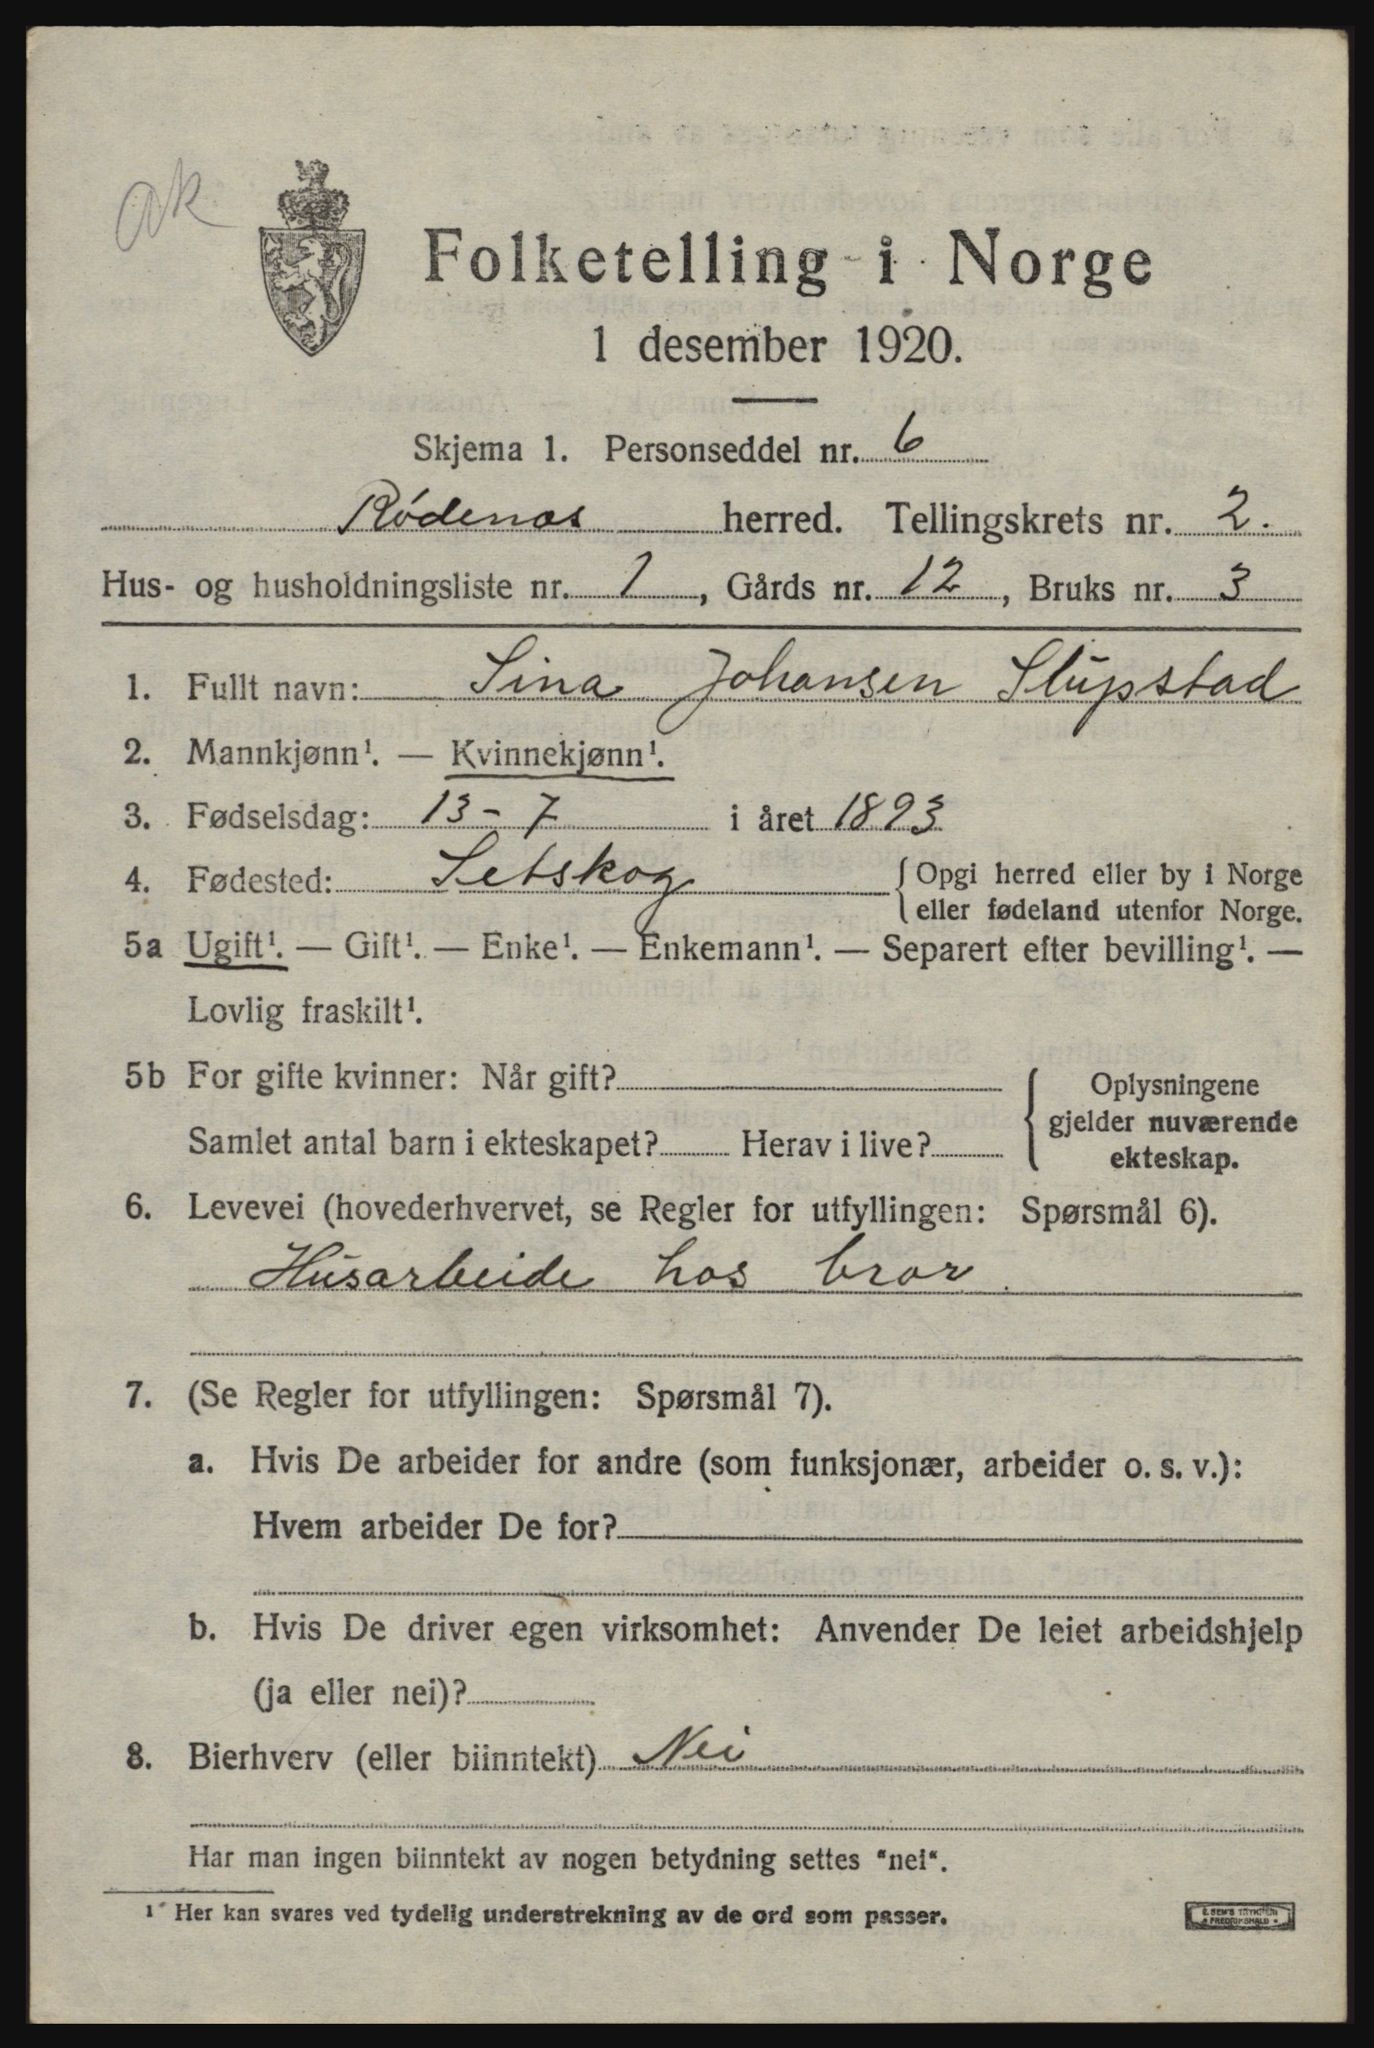 ak
Folketelling i Norge
1 desember 1920.
Skjema 1. Personseddel nr. 6
Rødenæs herred. Tellingskrets nr. 2.
Hus- og husholdningsliste nr. 1, Gårds nr. 12, Bruks nr. 3
1. Fullt navn: Sina Johansen Slupstad
2. Mannkjønn¹. — Kvinnekjønn¹.
3. Fødselsdag: 13-7 i året 1893
4. Fødested: Setskog { Opgi herred eller by i Norge
eller fødeland utenfor Norge.
5a Ugift¹. — Gift¹. — Enke¹. — Enkemann¹. — Separert efter bevilling¹. —
Lovlig fraskilt¹.
5b For gifte kvinner: Når gift?
Samlet antal barn i ekteskapet? Herav i live?
{ Oplysningene
gjelder nuværende
ekteskap.
6. Levevei (hovederhvervet, se Regler for utfyllingen: Spørsmål 6).
Husarbeide hos bror.
7. (Se Regler for utfyllingen: Spørsmål 7).
a. Hvis De arbeider for andre (som funksjonær, arbeider o. s. v.):
Hvem arbeider De for?
b. Hvis De driver egen virksomhet: Anvender De leiet arbeidshjelp
(ja eller nei)?
8. Bierhverv (eller biinntekt) Nei
Har man ingen biinntekt av nogen betydning settes "nei".
¹ Her kan svares ved tydelig understrekning av de ord som passer.
E. SEM'S TRYKKERI
FREDRIKSHALD